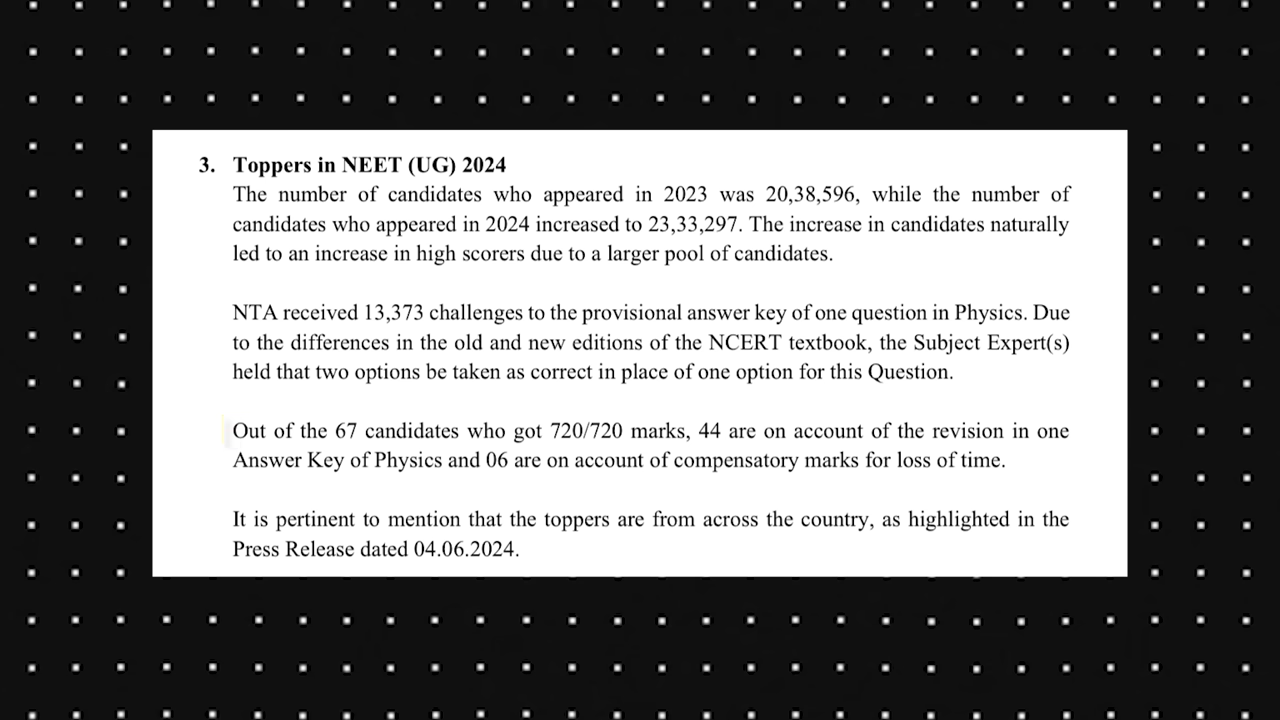 3. Toppers in NEET (UG) 2024
The number of candidates who appeared in 2023 was 20,38,596, while the number of
candidates who appeared in 2024 increased to 23,33,297. The increase in candidates naturally
led to an increase in high scorers due to a larger pool of candidates.
NTA received 13,373 challenges to the provisional answer key of one question in Physics. Due
to the differences in the old and new editions of the NCERT textbook, the Subject Expert(s)
held that two options be taken as correct in place of one option for this Question.
Out of the 67 candidates who got 720/720 marks, 44 are on account of the revision in one
Answer Key of Physics and 06 are on account of compensatory marks for loss of time.
It is pertinent to mention that the toppers are from across the country, as highlighted in the
Press Release dated 04.06.2024.